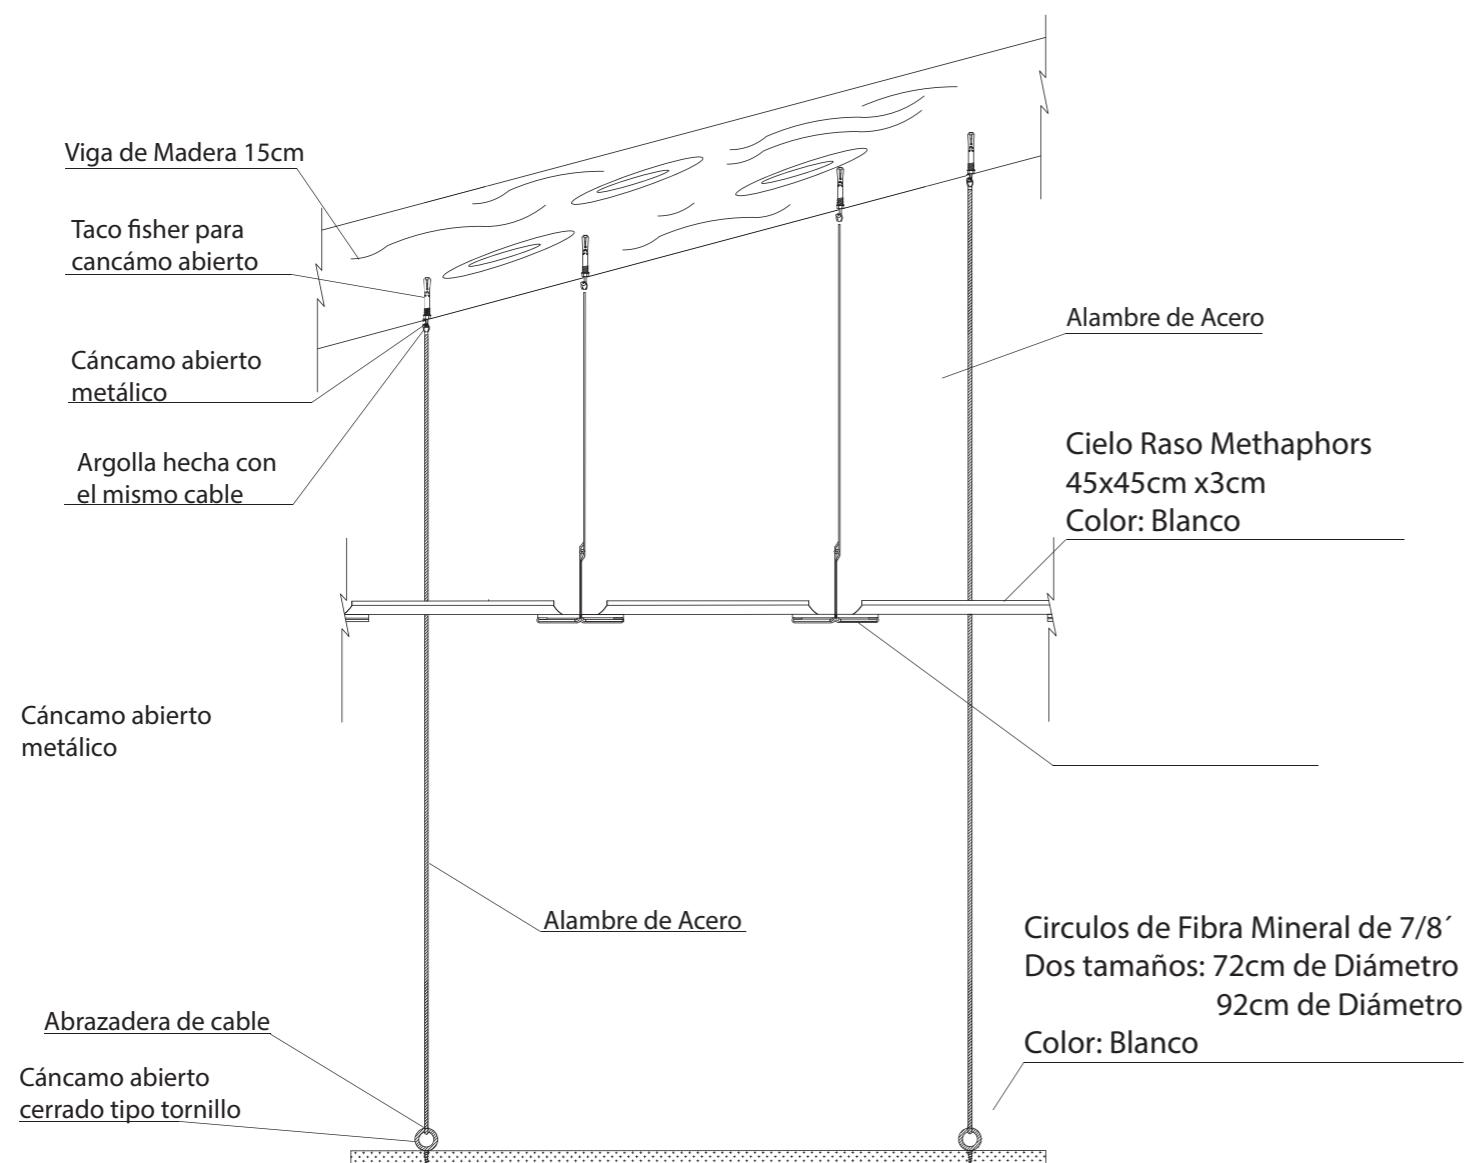 Viga de Madera 15cm
Taco fisher para
cancámo abierto
Cáncamo abierto
metálico
Argolla hecha con
el mismo cable
Alambre de Acero
Cielo Raso Methaphors
45x45cm x3cm
Color: Blanco
Cáncamo abierto
metálico
Alambre de Acero
Circulos de Fibra Mineral de 7/8´
Dos tamaños: 72cm de Diámetro
92cm de Diámetro
Color: Blanco
Abrazadera de cable
Cáncamo abierto
cerrado tipo tornillo